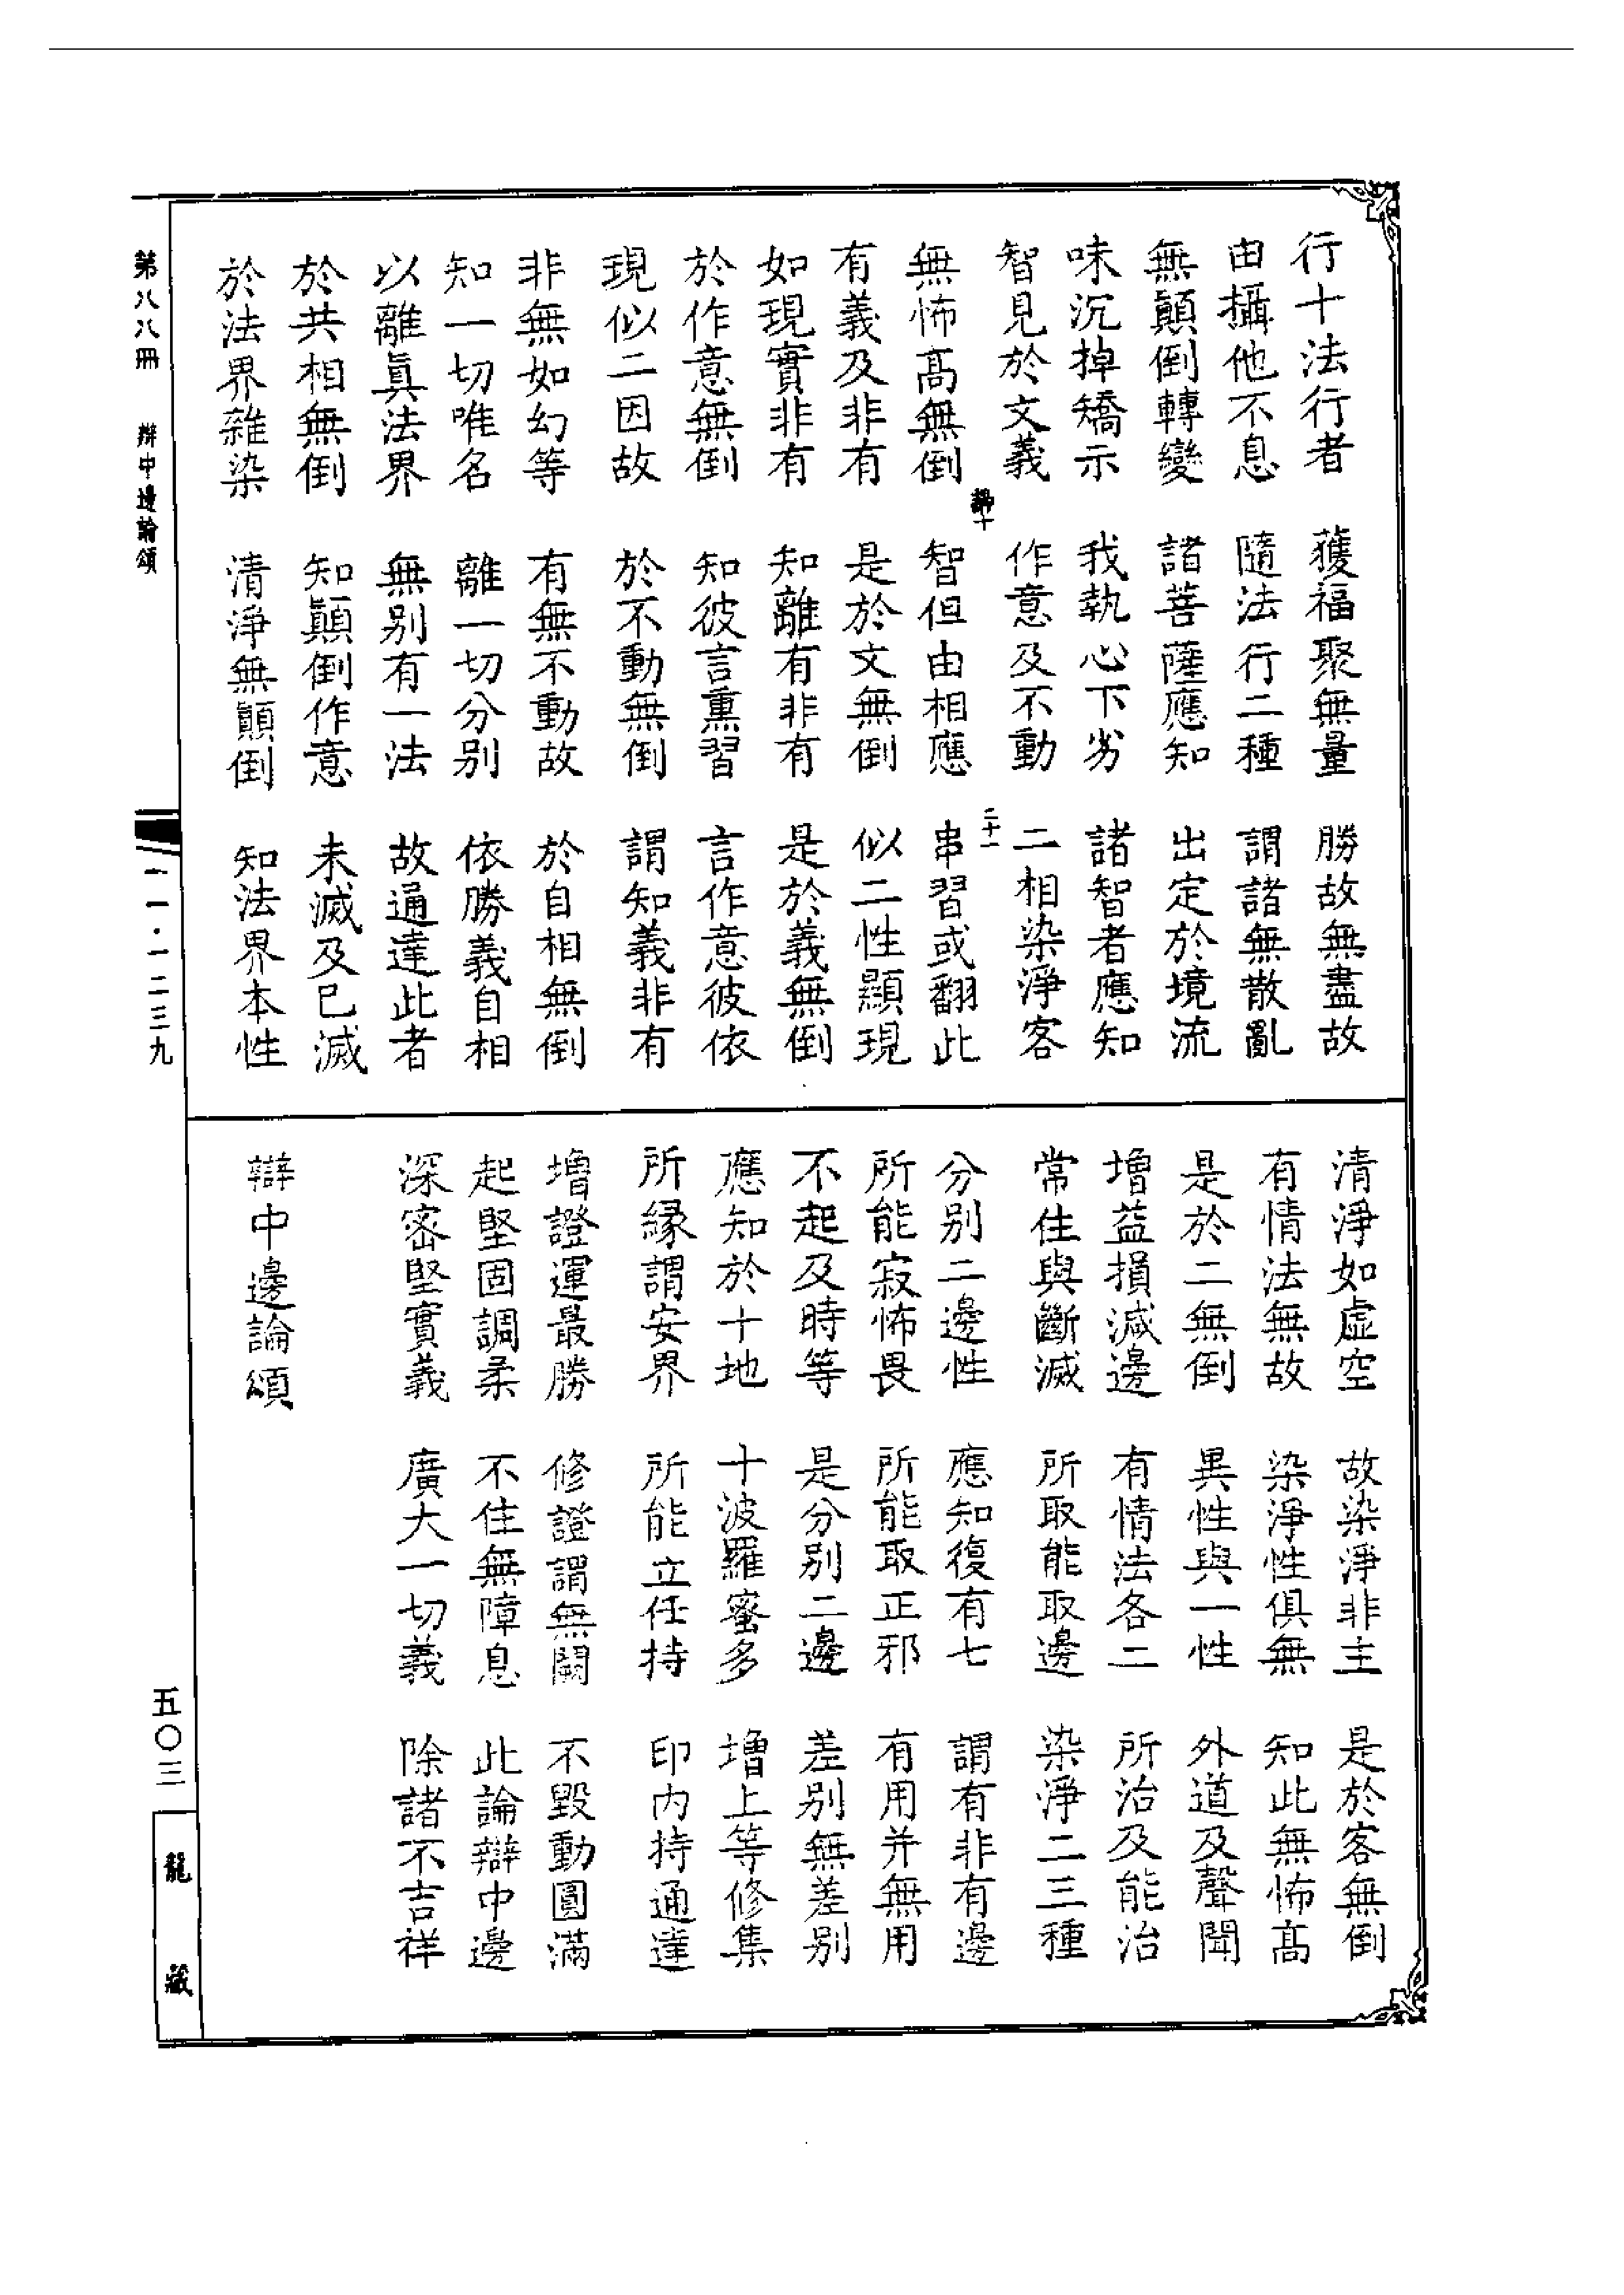 行十法行者　獲福聚無量　勝故無盡故
由攝他不息　隨法行二種　謂諸無散亂
無顚倒轉變　諸菩薩應知　出定於境流
味沉掉矯示　我執心下劣　諸智者應知
智見於文義　作意及不動　二相染淨客
二十一
無怖高無倒　智但由相應　串習或翻此
有義及非有　是於文無倒　似二性顯現
如現實非有　知離有非有　是於義無倒
於作意無倒　知彼言熏習　言作意彼依
現似二因故　於不動無倒　謂知義非有
非無如幻等　有無不動故　於自相無倒
知一切唯名　離一切分别　依勝義自相
以離眞法界　無别有一法　故通達此者
於共相無倒　知顚倒作意　未滅及已滅
於法界雜染　清淨無顚倒　知法界本性
清淨如虛空　故染淨非主　是於客無倒
有情法無故　染淨性俱無　知此無怖高
是於二無倒　異性與一性　外道及聲聞
增益損減邊　有情法各二　所治及能治
常住與斷滅　所取能取邊　染淨二三種
分别二邊性　應知復有七　謂有非有邊
所能寂怖畏　所能取正邪　有用并無用
不起及時等　是分别二邊　差别無差别
應知於十地　十波羅蜜多　增上等修集
所緣謂安界　所能立任持　印内持通達
增證運最勝　修證謂無闕　不毀動圓滿
起堅固調柔　不住無障息　此論辯中邊
深密堅實義　廣大一切義　除諸不吉祥
辯中邊論頌
第八八冊　辯中邊論頌
一一·一二三九
五〇三
龍藏